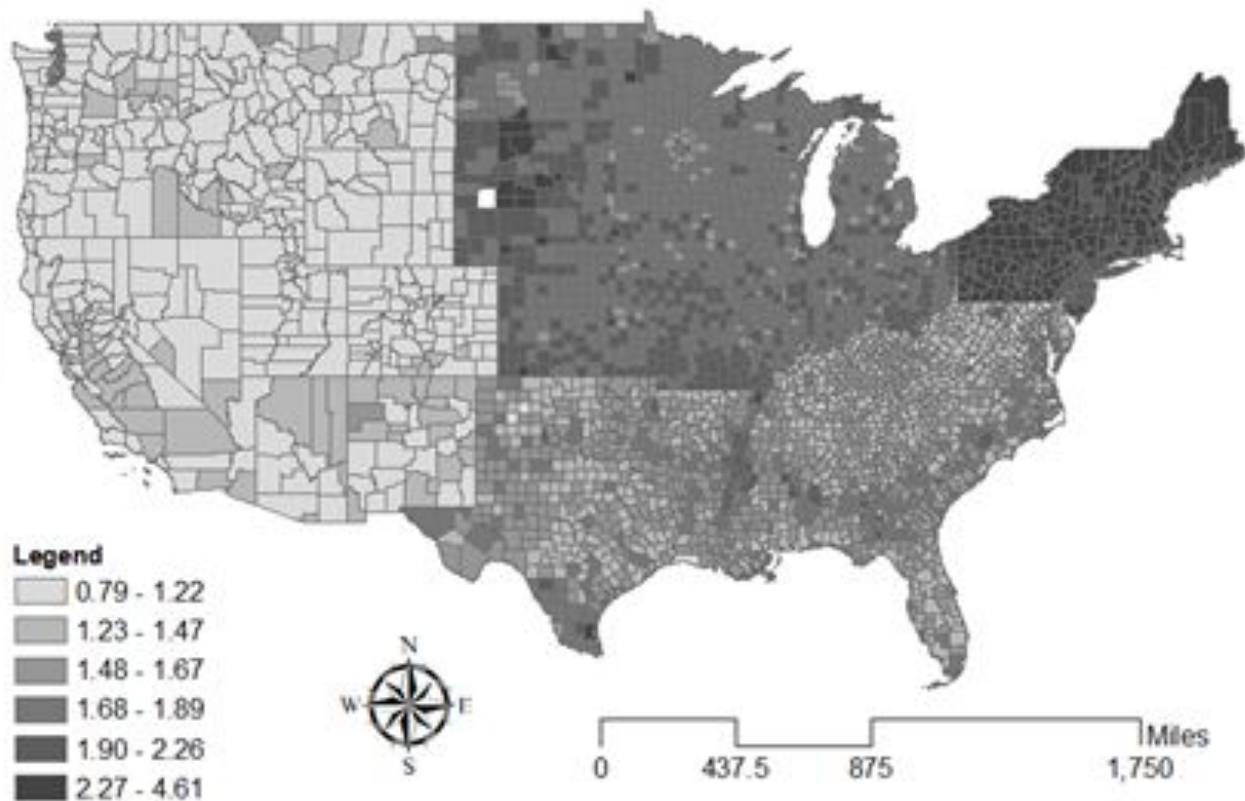 Legend
0.79 - 1.22
1.23 - 1.47
1.48 - 1.67
1.68 - 1.89
1.90 - 2.26
2.27 - 4.61
N
W E
S
Miles
0 437.5 875 1,750